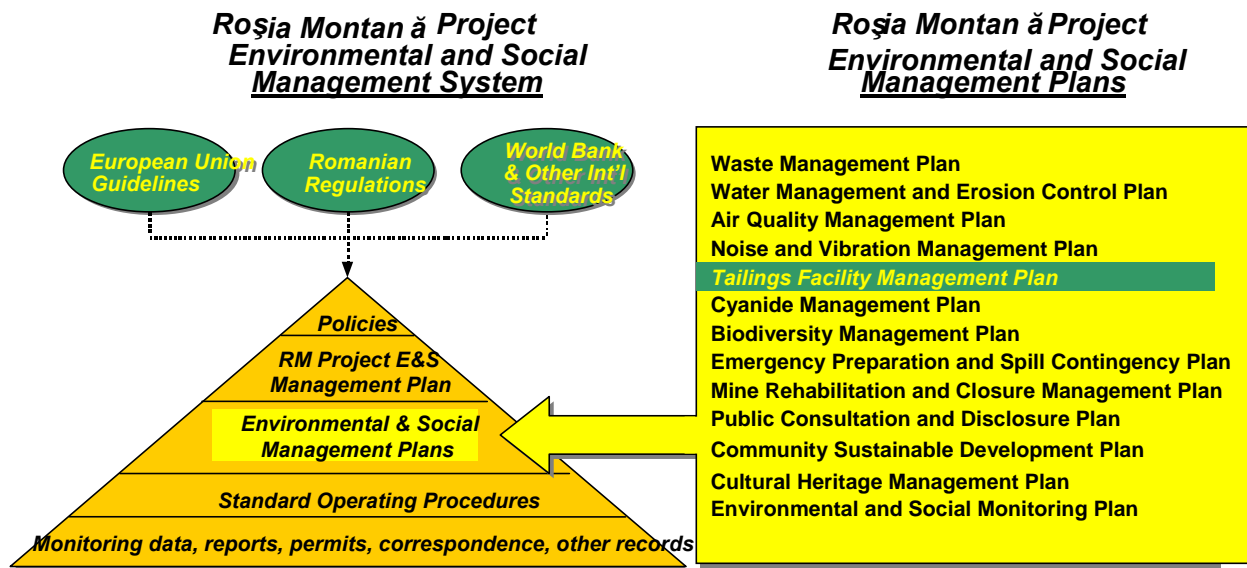 Roşia Montană Project
Environmental and Social
Management System
European Union
Guidelines
Romanian
Regulations
World Bank
& Other Int'l
Standards
Policies
RM Project E&S
Management Plan
Environmental & Social
Management Plans
Standard Operating Procedures
Monitoring data, reports, permits, correspondence, other records
Roşia Montană Project
Environmental and Social
Management Plans
Waste Management Plan
Water Management and Erosion Control Plan
Air Quality Management Plan
Noise and Vibration Management Plan
Tailings Facility Management Plan
Cyanide Management Plan
Biodiversity Management Plan
Emergency Preparation and Spill Contingency Plan
Mine Rehabilitation and Closure Management Plan
Public Consultation and Disclosure Plan
Community Sustainable Development Plan
Cultural Heritage Management Plan
Environmental and Social Monitoring Plan